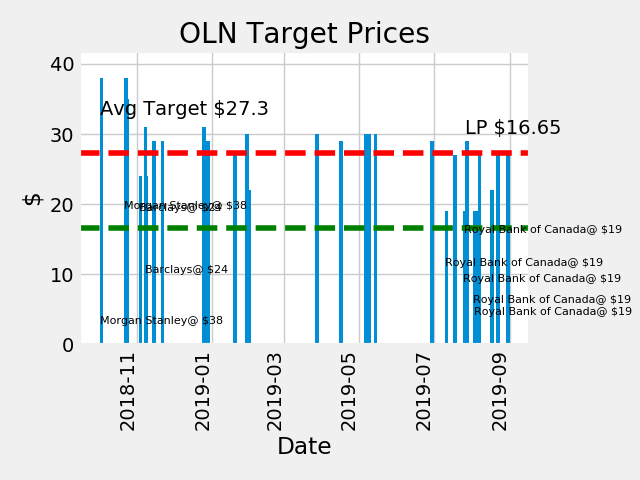 OLN Target Prices
40
30
20
10
0
$
Avg Target $27.3
LP $16.65
Morgan Stanley@ $38
Barclays@ $24
Royal Bank of Canada@ $19
Royal Bank of Canada@ $19
Barclays@ $24
Royal Bank of Canada@ $19
Royal Bank of Canada@ $19
Royal Bank of Canada@ $19
Morgan Stanley@ $38
2018-11
2019-01
2019-03
2019-05
2019-07
2019-09
Date